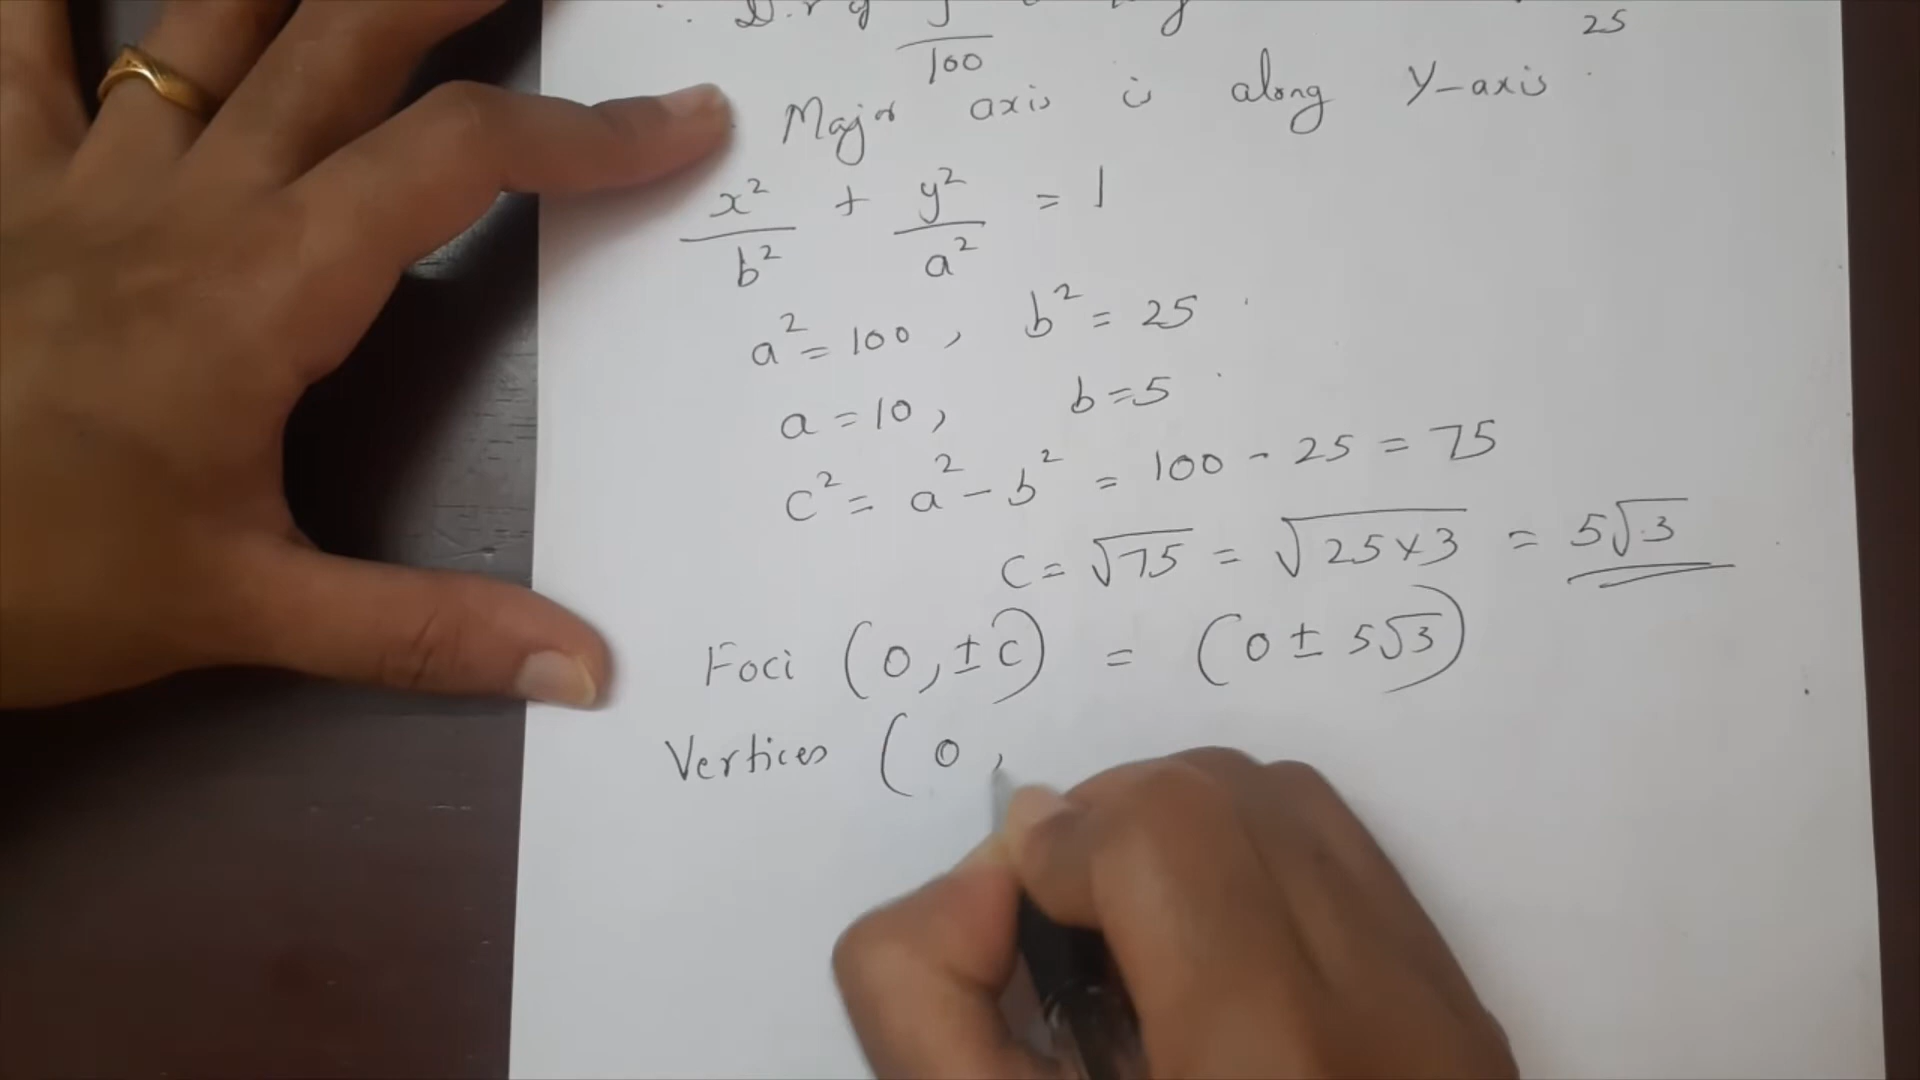 ∴ D.r of
100 25
Major axis is along Y-axis
x²/b² + y²/a² = 1
a² = 100, b² = 25
a = 10, b = 5
c² = a² - b² = 100 - 25 = 75
c = √75 = √25×3 = 5√3
Foci (0, ±c) = (0 ± 5√3)
Vertices (0,